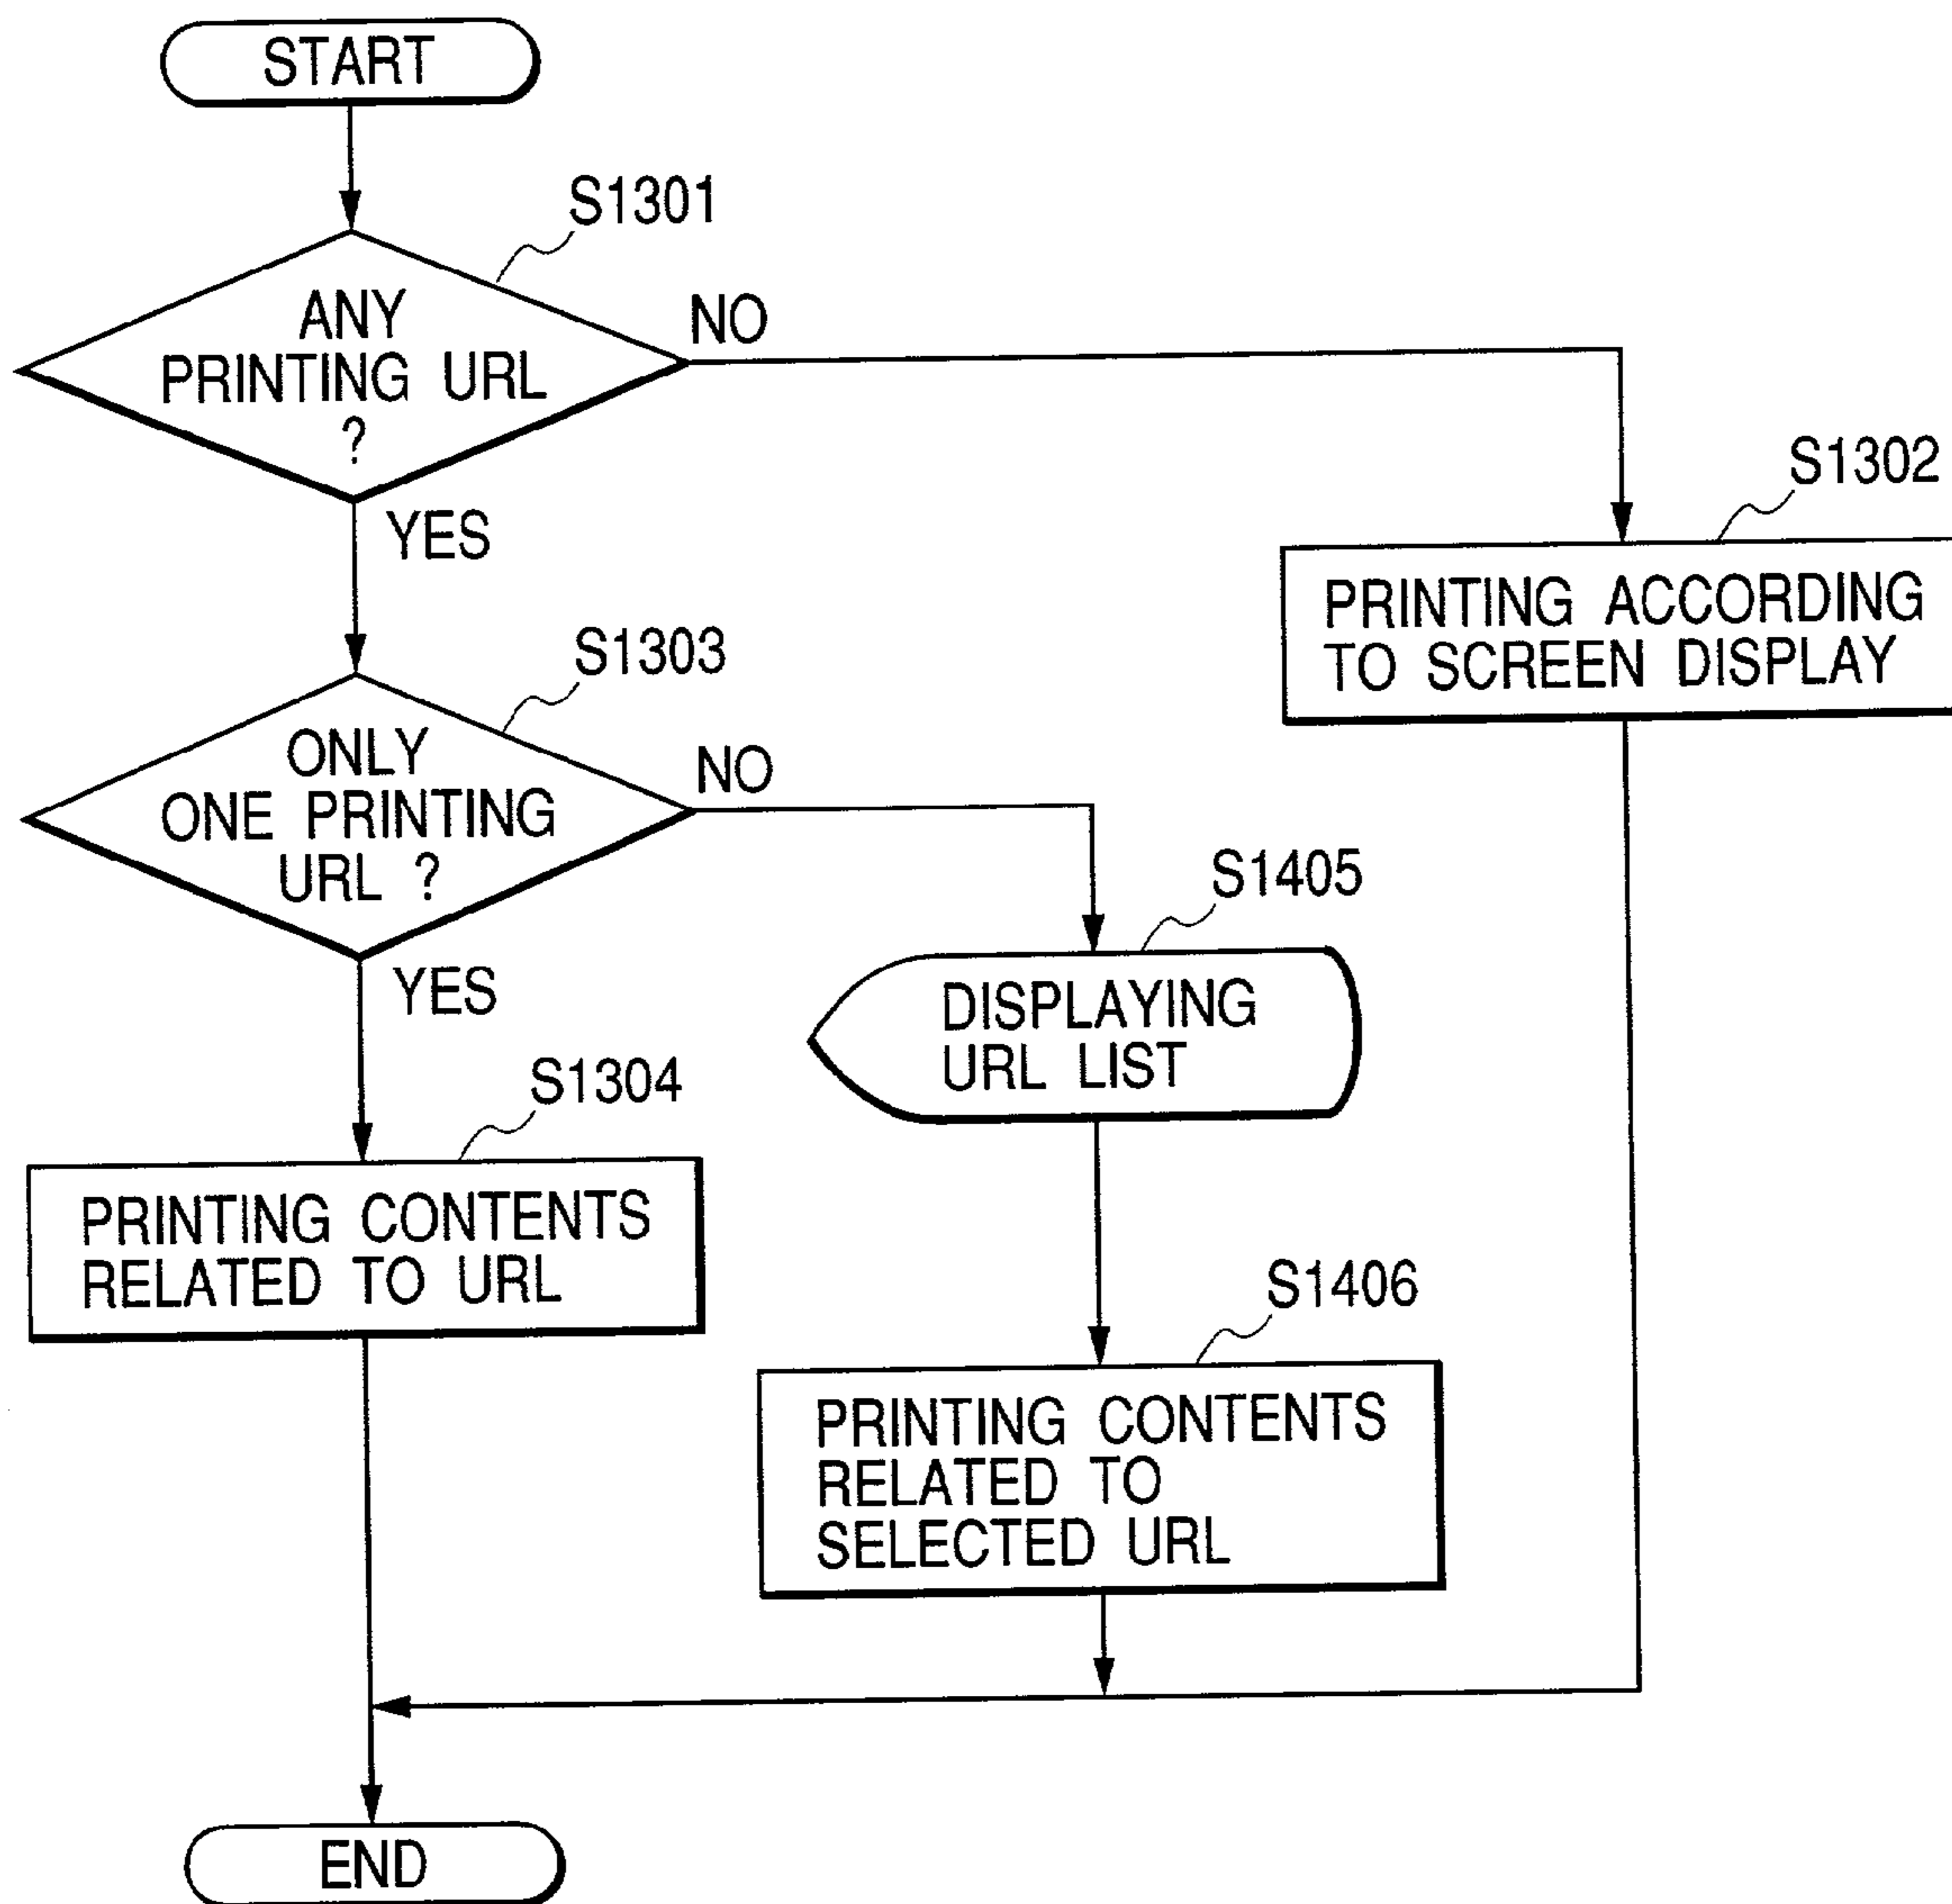 START
S1301
ANY
PRINTING URL
?
NO
YES
S1302
PRINTING ACCORDING
TO SCREEN DISPLAY
S1303
ONLY
ONE PRINTING
URL ?
NO
YES
S1405
DISPLAYING
URL LIST
S1304
PRINTING CONTENTS
RELATED TO URL
S1406
PRINTING CONTENTS
RELATED TO
SELECTED URL
END